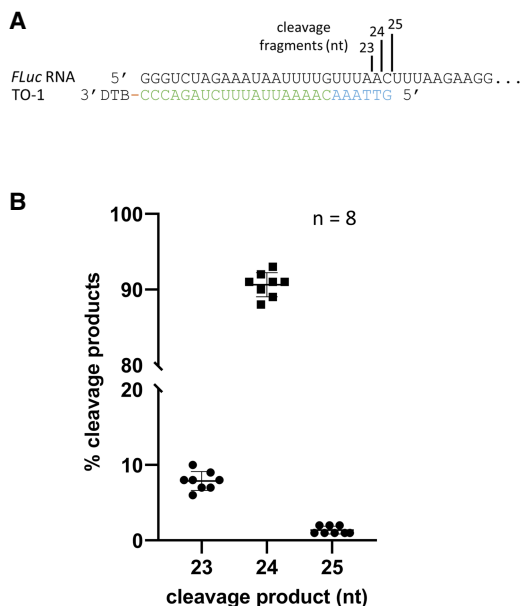 A
cleavage
fragments (nt)
23 24 25
FLuc RNA 5′ GGGUCUAGAAAUAAUUUUGUUUAACUUUAAGAAGG...
TO-1 3′DTB-CCCAGAUCUUUAUUAAAACAAATTG 5′
B
n = 8
% cleavage products
100
90
80
20
10
0
23 24 25
cleavage product (nt)